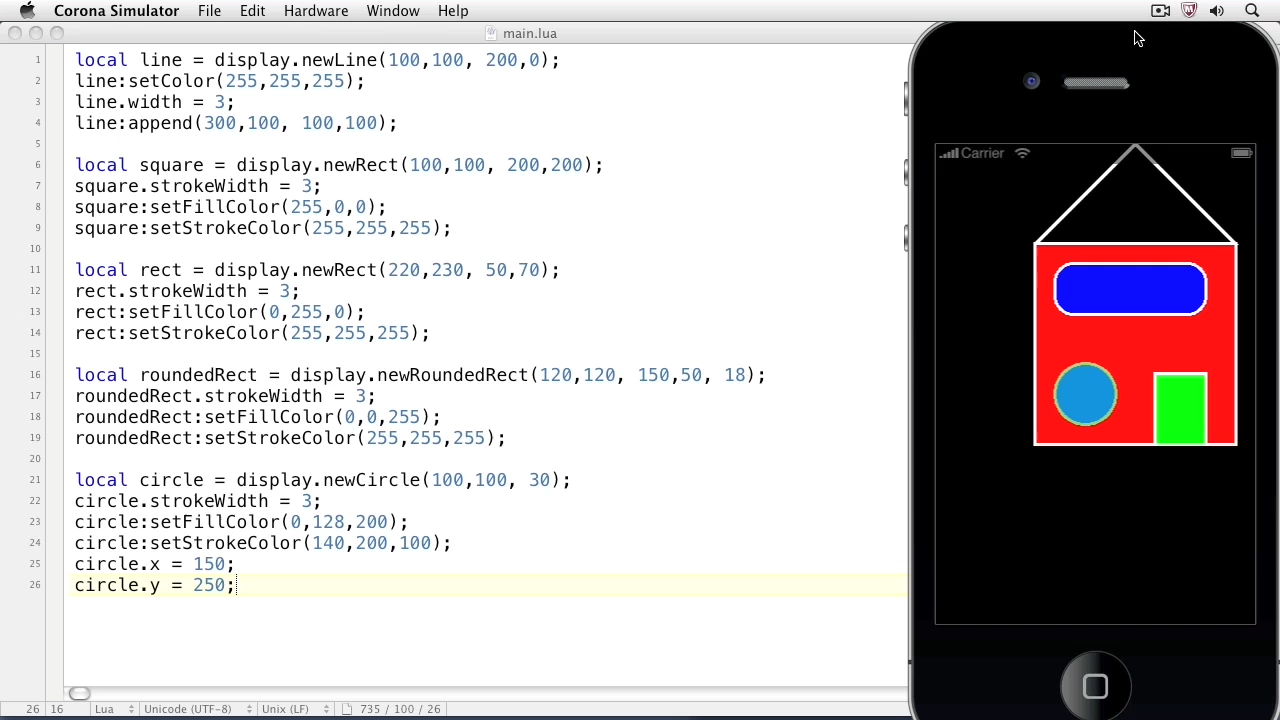 Corona Simulator File Edit Hardware Window Help
main.lua
1 local line = display.newLine(100,100, 200,0);
2 line:setColor(255,255,255);
3 line.width = 3;
4 line:append(300,100, 100,100);
5
6 local square = display.newRect(100,100, 200,200);
7 square.strokeWidth = 3;
8 square:setFillColor(255,0,0);
9 square:setStrokeColor(255,255,255);
10
11 local rect = display.newRect(220,230, 50,70);
12 rect.strokeWidth = 3;
13 rect:setFillColor(0,255,0);
14 rect:setStrokeColor(255,255,255);
15
16 local roundedRect = display.newRoundedRect(120,120, 150,50, 18);
17 roundedRect.strokeWidth = 3;
18 roundedRect:setFillColor(0,0,255);
19 roundedRect:setStrokeColor(255,255,255);
20
21 local circle = display.newCircle(100,100, 30);
22 circle.strokeWidth = 3;
23 circle:setFillColor(0,128,200);
24 circle:setStrokeColor(140,200,100);
25 circle.x = 150;
26 circle.y = 250;
Carrier
26 16 Lua Unicode (UTF-8) Unix (LF) 735 / 100 / 26